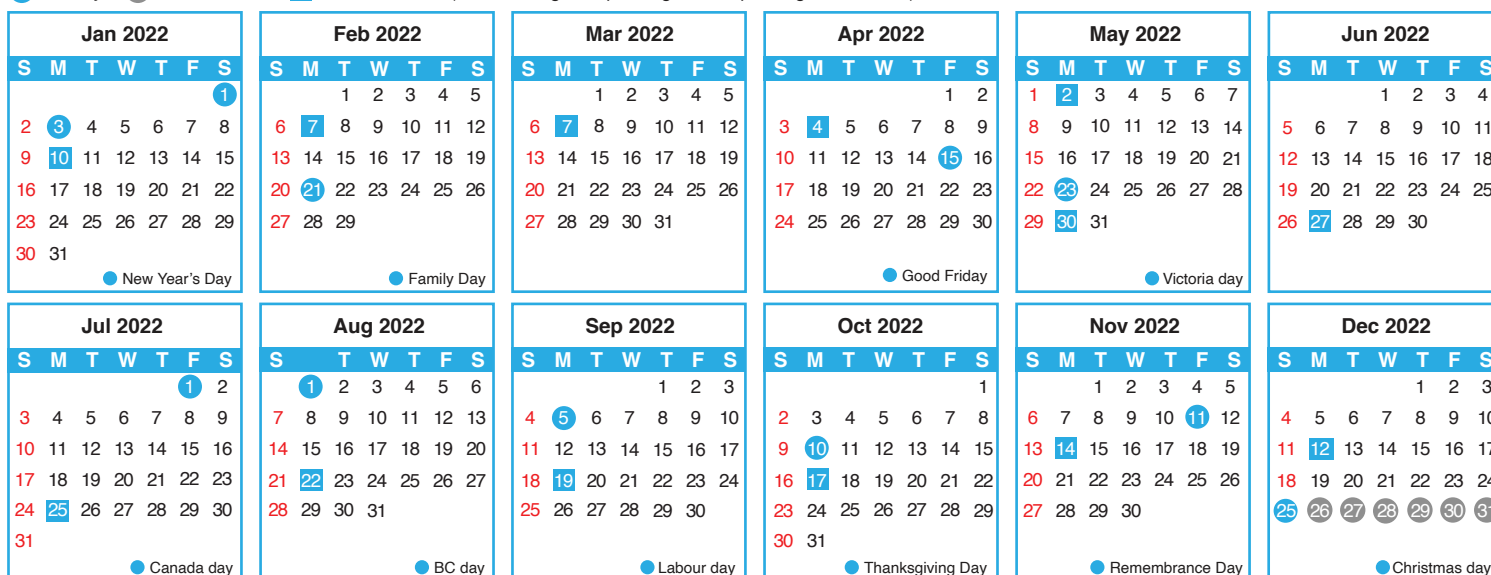 Jan 2022
S M T W T F S
1
2 3 4 5 6 7 8
9 10 11 12 13 14 15
16 17 18 19 20 21 22
23 24 25 26 27 28 29
30 31
New Year's Day
Feb 2022
S M T W T F S
1 2 3 4 5
6 7 8 9 10 11 12
13 14 15 16 17 18 19
20 21 22 23 24 25 26
27 28 29
Family Day
Mar 2022
S M T W T F S
1 2 3 4 5
6 7 8 9 10 11 12
13 14 15 16 17 18 19
20 21 22 23 24 25 26
27 28 29 30 31
Apr 2022
S M T W T F S
1 2
3 4 5 6 7 8 9
10 11 12 13 14 15 16
17 18 19 20 21 22 23
24 25 26 27 28 29 30
Good Friday
May 2022
S M T W T F S
1 2 3 4 5 6 7
8 9 10 11 12 13 14
15 16 17 18 19 20 21
22 23 24 25 26 27 28
29 30 31
Victoria day
Jun 2022
S M T W T F S
1 2 3 4
5 6 7 8 9 10 11
12 13 14 15 16 17 18
19 20 21 22 23 24 25
26 27 28 29 30
Jul 2022
S M T W T F S
1 2
3 4 5 6 7 8 9
10 11 12 13 14 15 16
17 18 19 20 21 22 23
24 25 26 27 28 29 30
31
Canada day
Aug 2022
S T W T F S
1 2 3 4 5 6
7 8 9 10 11 12 13
14 15 16 17 18 19 20
21 22 23 24 25 26 27
28 29 30 31
BC day
Sep 2022
S M T W T F S
1 2 3
4 5 6 7 8 9 10
11 12 13 14 15 16 17
18 19 20 21 22 23 24
25 26 27 28 29 30
Labour day
Oct 2022
S M T W T F S
1
2 3 4 5 6 7 8
9 10 11 12 13 14 15
16 17 18 19 20 21 22
23 24 25 26 27 28 29
30 31
Thanksgiving Day
Nov 2022
S M T W T F S
1 2 3 4 5
6 7 8 9 10 11 12
13 14 15 16 17 18 19
20 21 22 23 24 25 26
27 28 29 30
Remembrance Day
Dec 2022
S M T W T F S
1 2 3
4 5 6 7 8 9 10
11 12 13 14 15 16 17
18 19 20 21 22 23 24
25 26 27 28 29 30 31
Christmas day